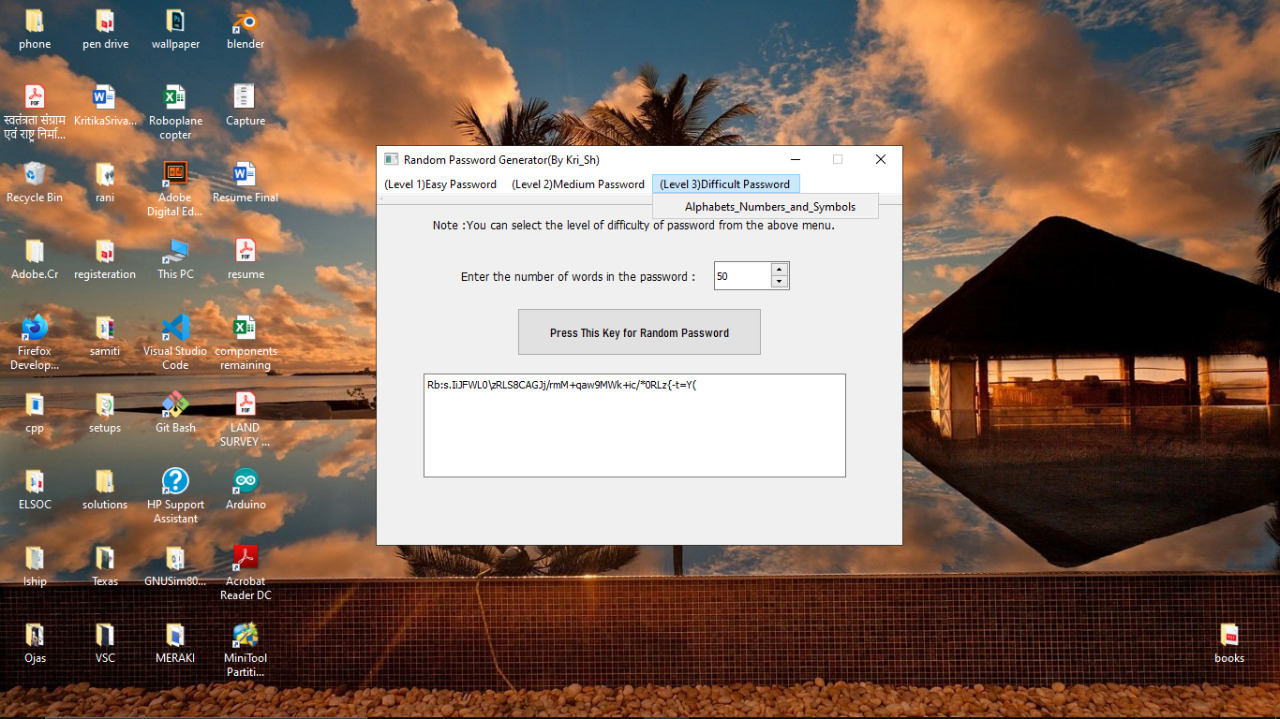 phone
pen drive
wallpaper
blender
स्वतंत्रता संग्राम
एवं राष्ट्र निर्मा...
KritikaSriva...
Roboplane
copter
Capture
Recycle Bin
rani
Adobe
Digital Ed...
Resume Final
Adobe.Cr
registeration
This PC
resume
Firefox
Develop...
samiti
Visual Studio
Code
components
remaining
cpp
setups
Git Bash
LAND
SURVEY ...
ELSOC
solutions
HP Support
Assistant
Arduino
Iship
Texas
GNUSim80...
Acrobat
Reader DC
Ojas
VSC
MERAKI
MiniTool
Partiti...
Random Password Generator(By Kri_Sh)
(Level 1)Easy Password (Level 2)Medium Password (Level 3)Difficult Password
Alphabets_Numbers_and_Symbols
Note :You can select the level of difficulty of password from the above menu.
Enter the number of words in the password : 50
Press This Key for Random Password
Rb:s.IiJFWL0\zRLS8CAGJj/rmM+qaw9MWk+ic/*0RLz{-t=Y(
books